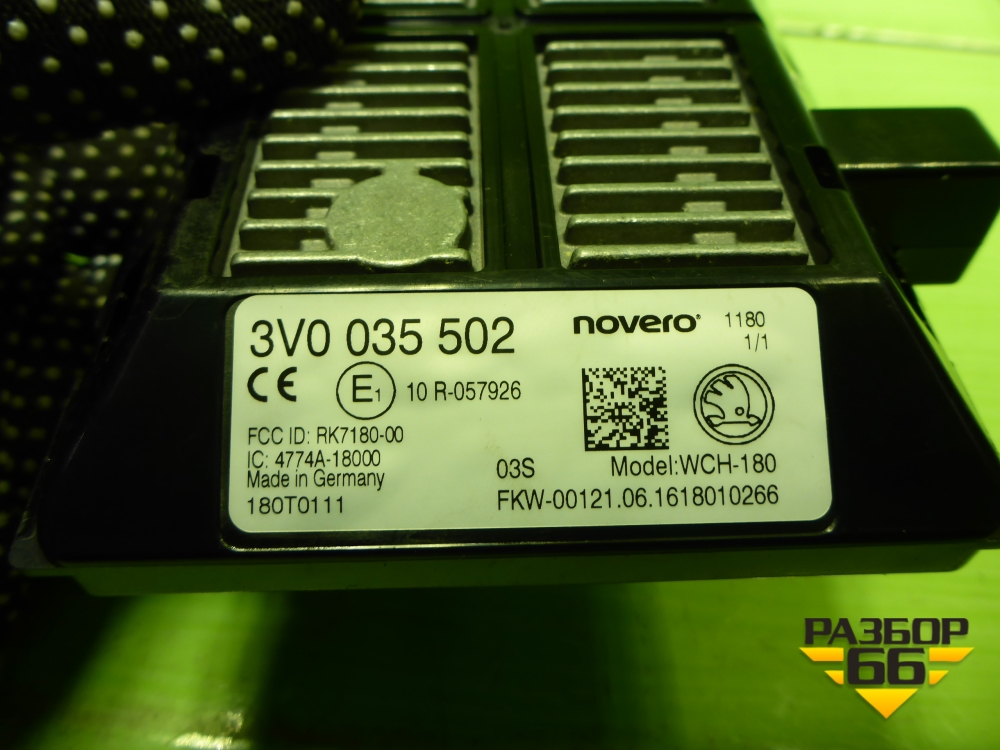 3V0 035 502
novero 1180
1/1
CE E1 10 R-057926
FCC ID: RK7180-00
IC: 4774A-18000
Made in Germany
180T0111
03S Model:WCH-180
FKW-00121.06.1618010266
РАЗБОР
66